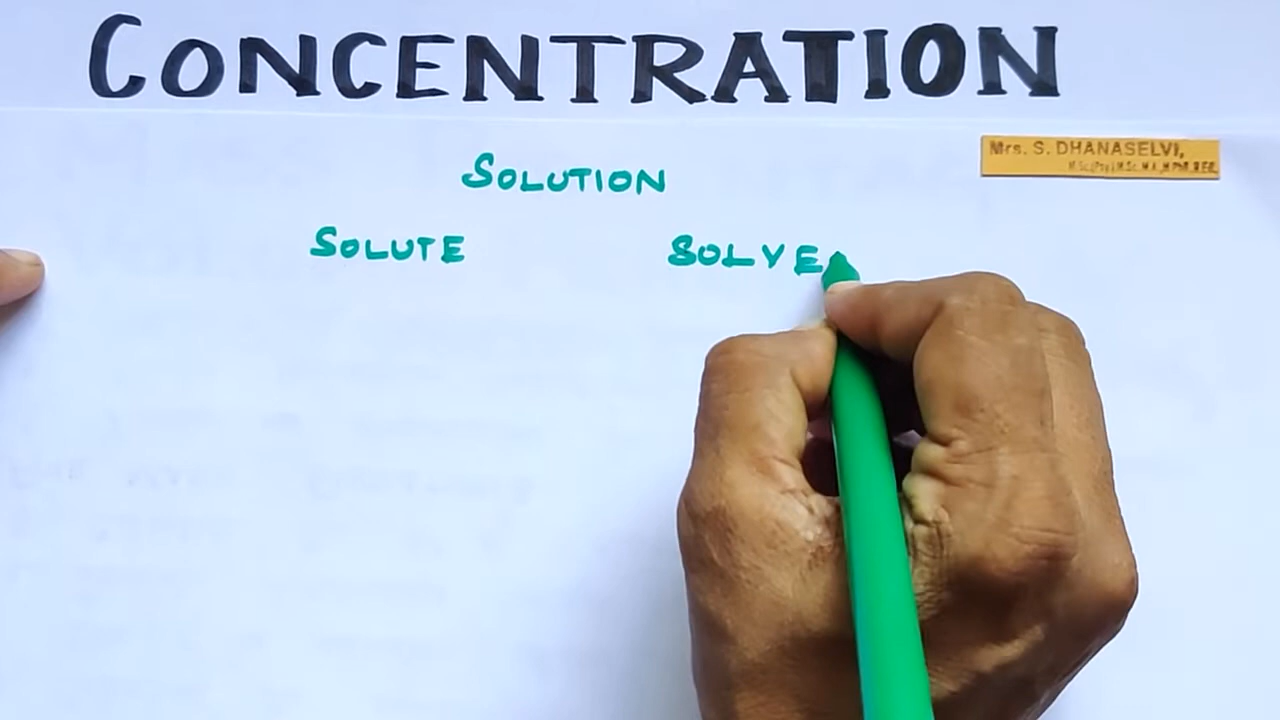 CONCENTRATION
Mrs. S. DHANASELVI,
SOLUTION
SOLUTE SOLVE